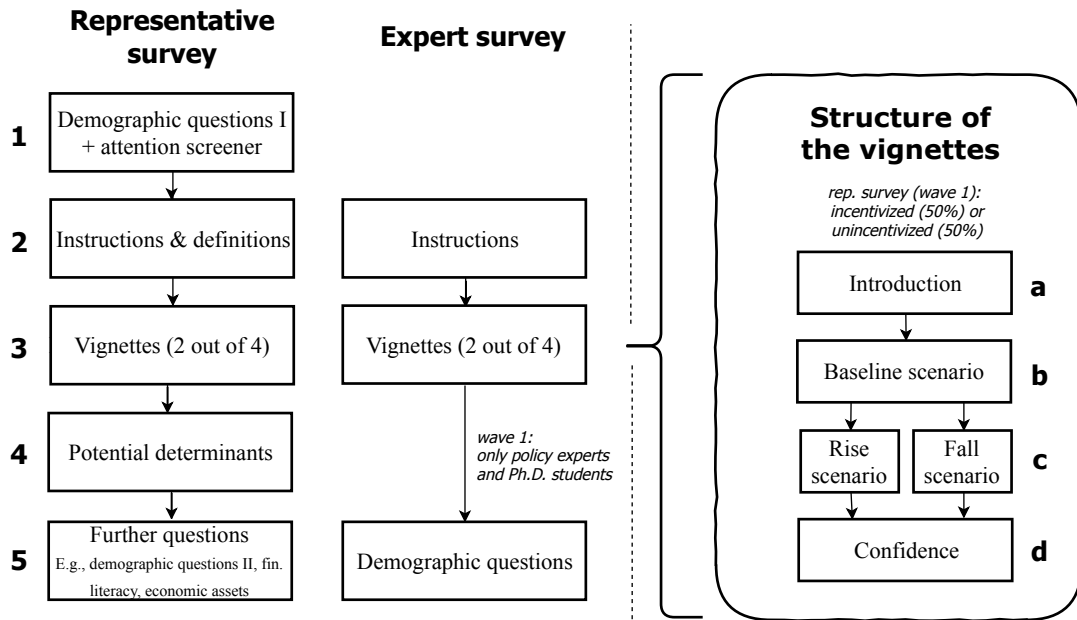 Representative
survey
1
Demographic questions I
+ attention screener
2
Instructions & definitions
3
Vignettes (2 out of 4)
4
Potential determinants
5
Further questions
E.g., demographic questions II, fin.
literacy, economic assets
Expert survey
Instructions
Vignettes (2 out of 4)
wave 1:
only policy experts
and Ph.D. students
Demographic questions
Structure of
the vignettes
rep. survey (wave 1):
incentivized (50%) or
unincentivized (50%)
Introduction
a
Baseline scenario
b
Rise
scenario
Fall
scenario
c
Confidence
d